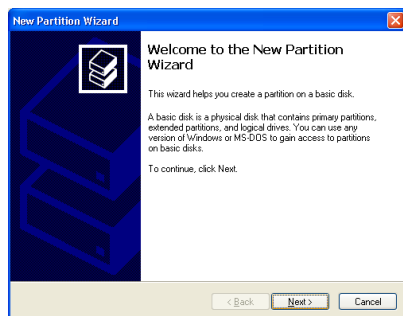 New Partition Wizard
Welcome to the New Partition
Wizard
This wizard helps you create a partition on a basic disk.
A basic disk is a physical disk that contains primary partitions,
extended partitions, and logical drives. You can use any
version of Windows or MS-DOS to gain access to partitions
on basic disks.
To continue, click Next.
< Back
Next >
Cancel